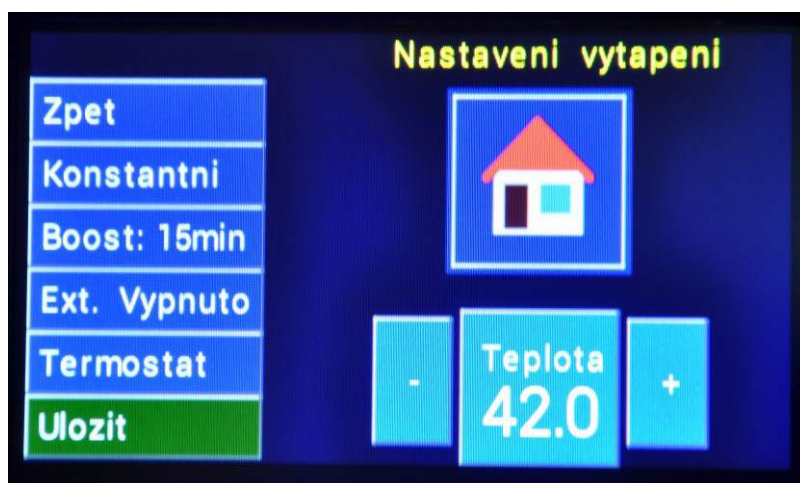 Nastaveni vytapeni
Zpet
Konstantni
Boost: 15min
Ext. Vypnuto
Termostat
Ulozit
-
Teplota
42.0
+